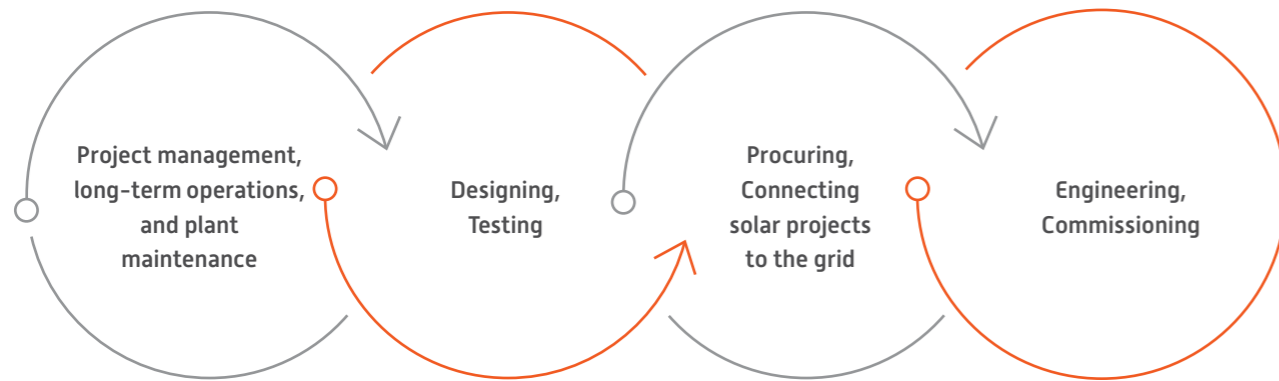 Project management,
long-term operations,
and plant
maintenance
Designing,
Testing
Procuring,
Connecting
solar projects
to the grid
Engineering,
Commissioning